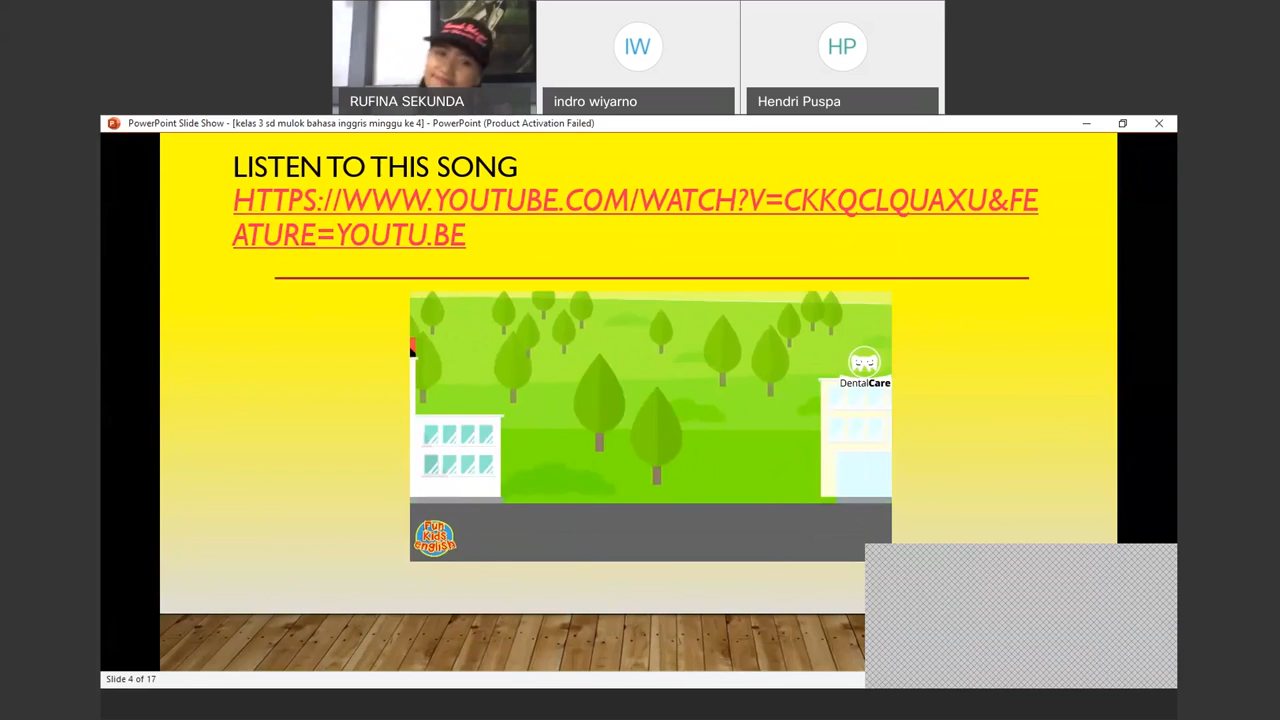 IW
HP
RUFINA SEKUNDA
indro wiyarno
Hendri Puspa
PowerPoint Slide Show - [kelas 3 sd mulok bahasa inggris minggu ke 4] - PowerPoint (Product Activation Failed)
LISTEN TO THIS SONG
HTTPS://WWW.YOUTUBE.COM/WATCH?V=CKKQCLQUAXU&FE
ATURE=YOUTU.BE
DentalCare
Fun
Kids
English
Slide 4 of 17